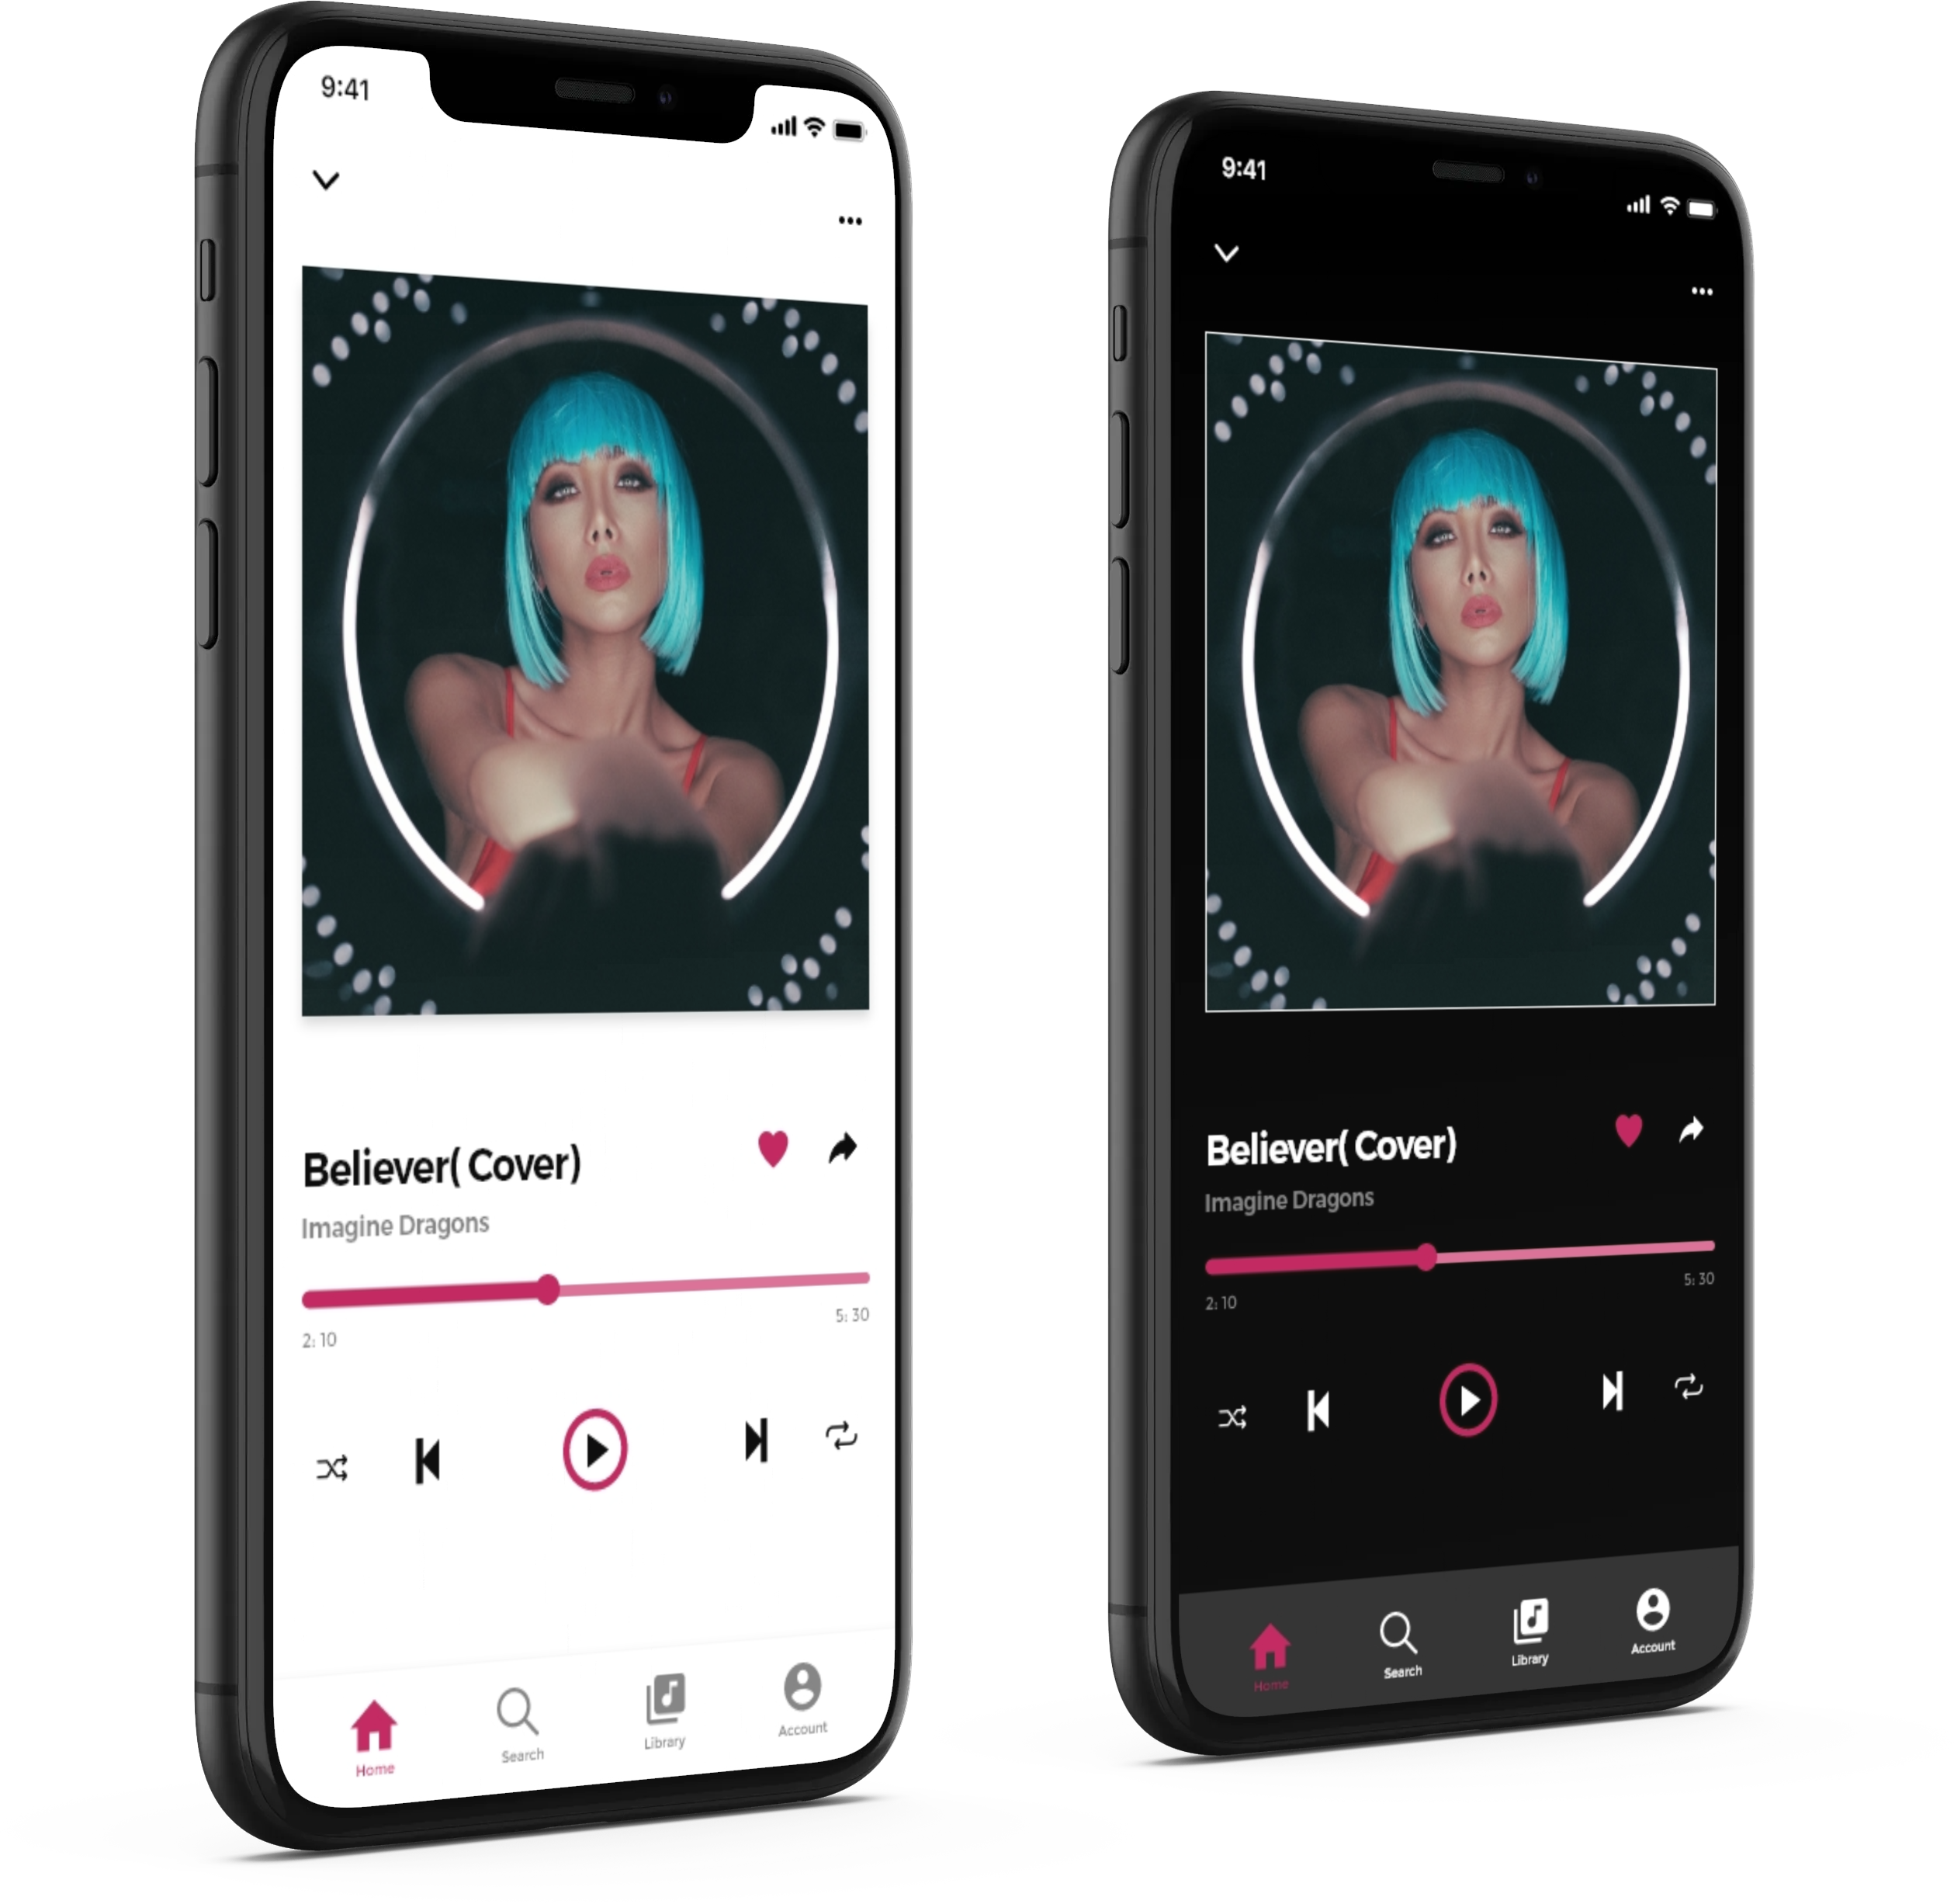 9:41
Believer( Cover)
Imagine Dragons
2: 10
5: 30
Home
Search
Library
Account
9:41
Believer( Cover)
Imagine Dragons
2: 10
5: 30
Home
Search
Library
Account